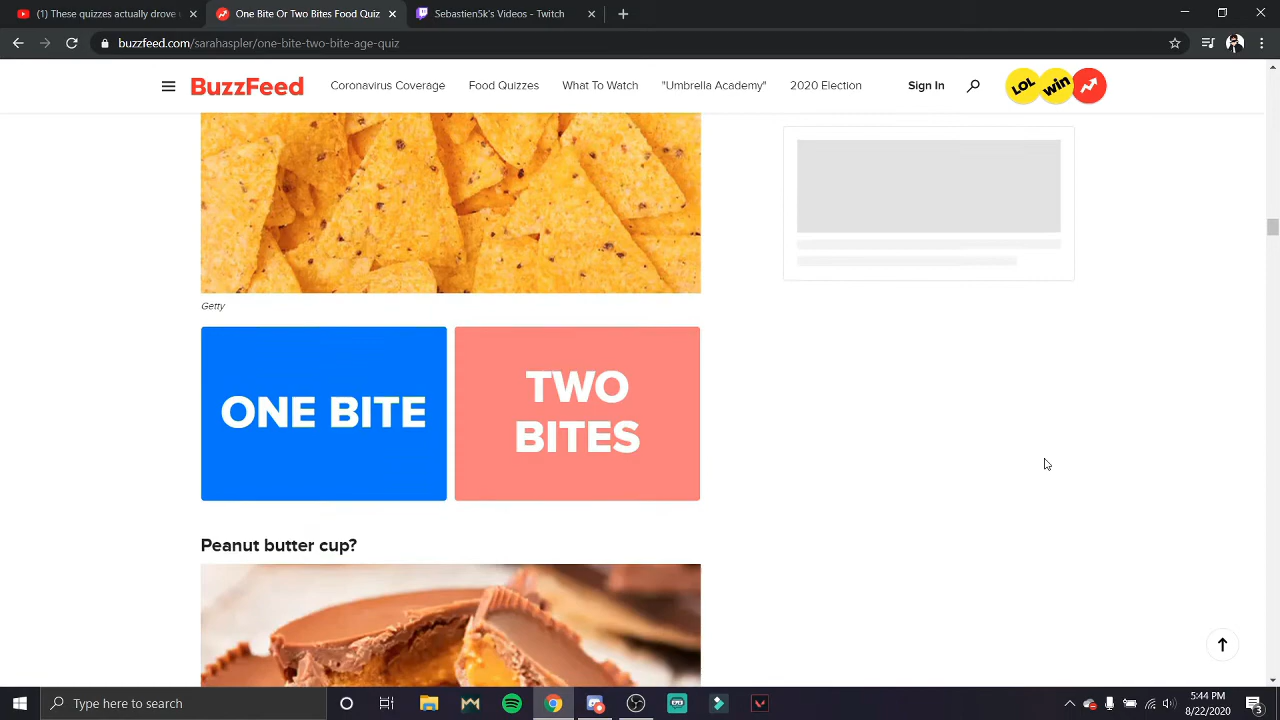 (1) These quizzes actually drove
One Bite Or Two Bites?
Sebastien5k's Videos - Twitch
buzzfeed.com/sarahaspler/one-bite-two-bite-age-quiz
BuzzFeed
Coronavirus Coverage
Food Quizzes
What To Watch
"Umbrella Academy"
2020 Election
Sign In
LOL
win
Getty
ONE BITE
TWO
BITES
Peanut butter cup?
Type here to search
5:44 PM
8/22/2020
3